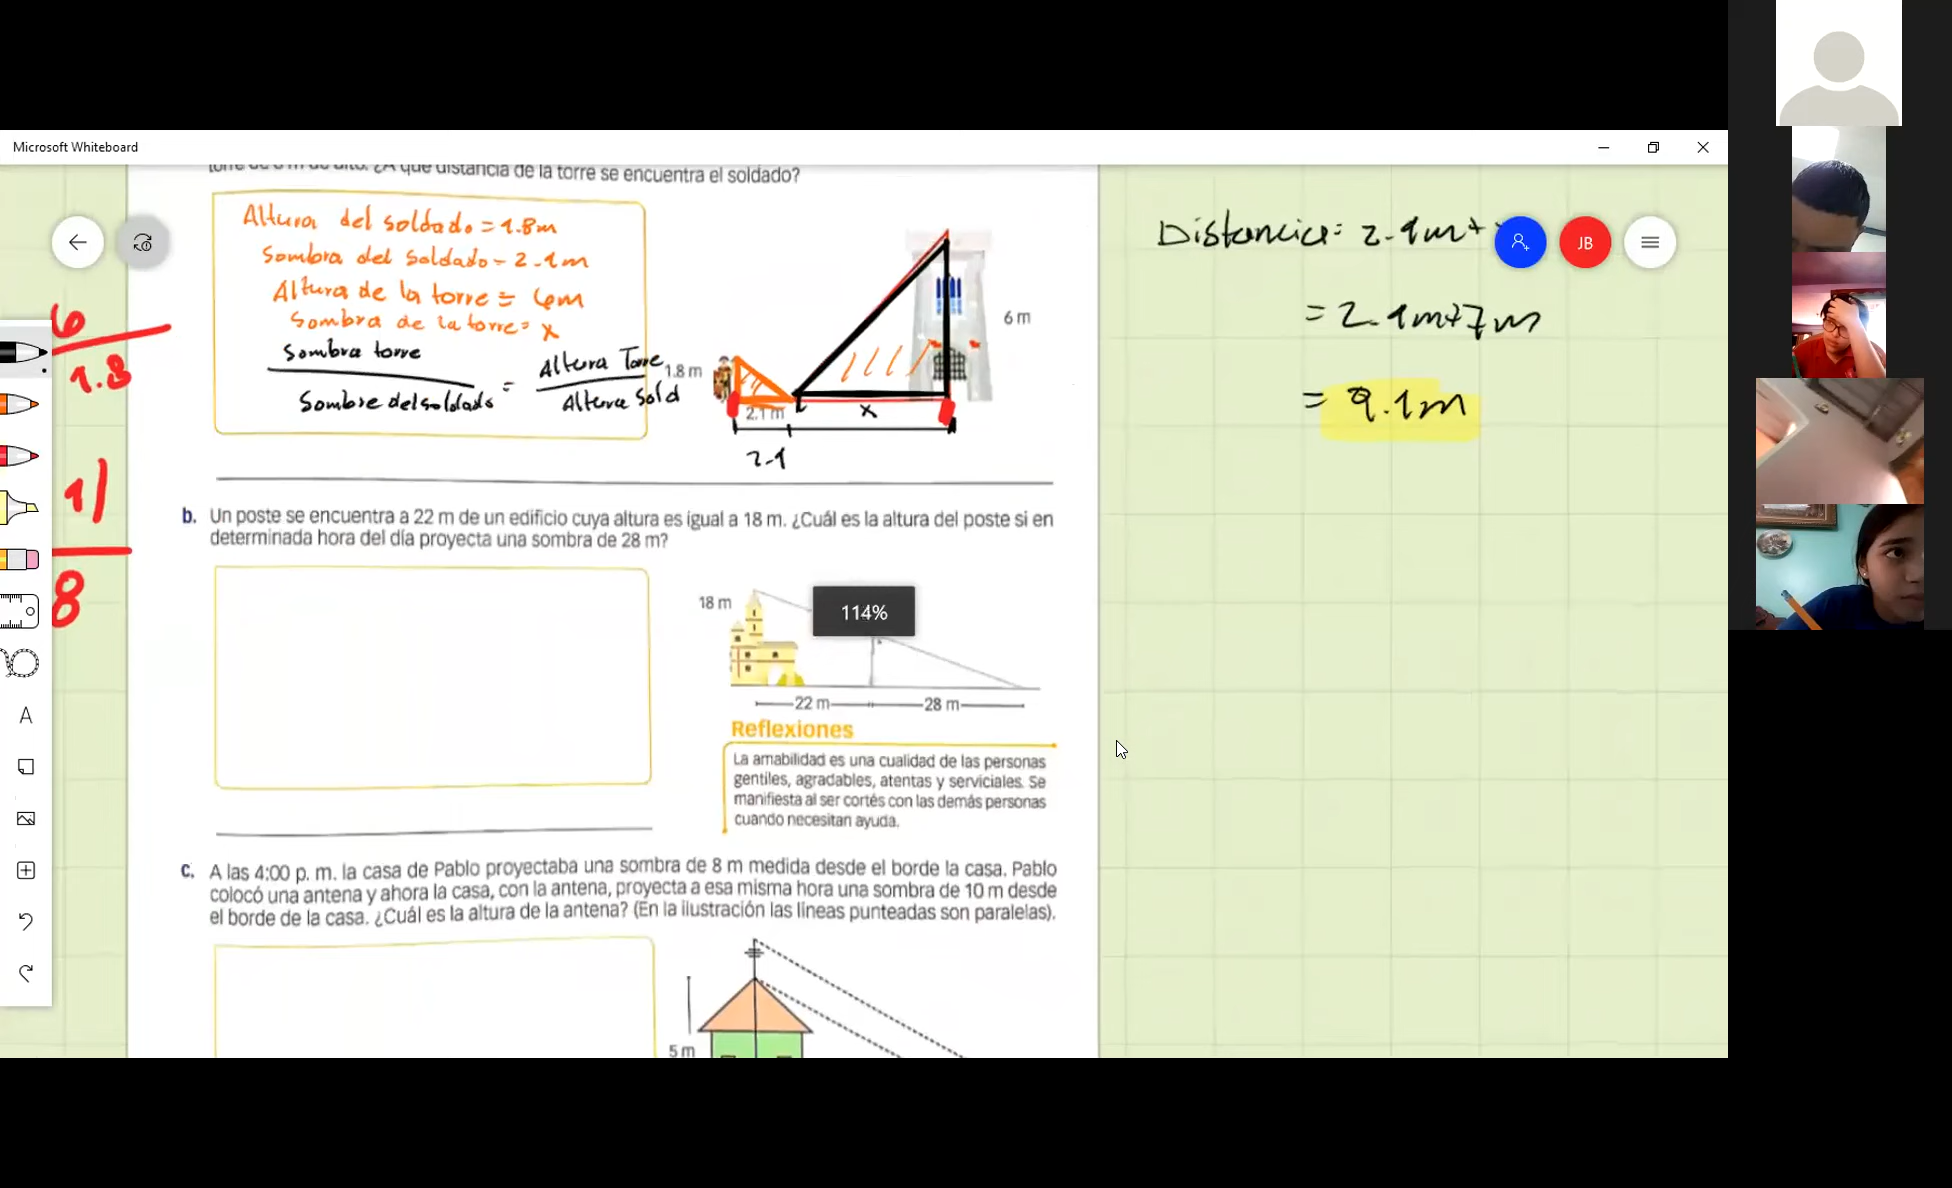 Microsoft Whiteboard
torre de 6 m de alto. ¿A qué distancia de la torre se encuentra el soldado?
Altura del soldado = 1.8m
Sombra del soldado = 2.1m
Altura de la torre = 6m
Sombra de la torre = x
Sombra torre
Sombra del soldado
=
Altura Torre
Altura Sold
1.8 m
6 m
2.1 m
x
2.1
6
1.8
1)
8
Distancia: 2.1m+
= 2.1m+7m
= 9.1m
JB
b. Un poste se encuentra a 22 m de un edificio cuya altura es igual a 18 m. ¿Cuál es la altura del poste si en
determinada hora del día proyecta una sombra de 28 m?
18 m
114%
22 m
28 m
Reflexiones
La amabilidad es una cualidad de las personas
gentiles, agradables, atentas y serviciales. Se
manifiesta al ser cortés con las demás personas
cuando necesitan ayuda.
c. A las 4:00 p. m. la casa de Pablo proyectaba una sombra de 8 m medida desde el borde la casa. Pablo
colocó una antena y ahora la casa, con la antena, proyecta a esa misma hora una sombra de 10 m desde
el borde de la casa. ¿Cuál es la altura de la antena? (En la ilustración las líneas punteadas son paralelas).
5 m
A